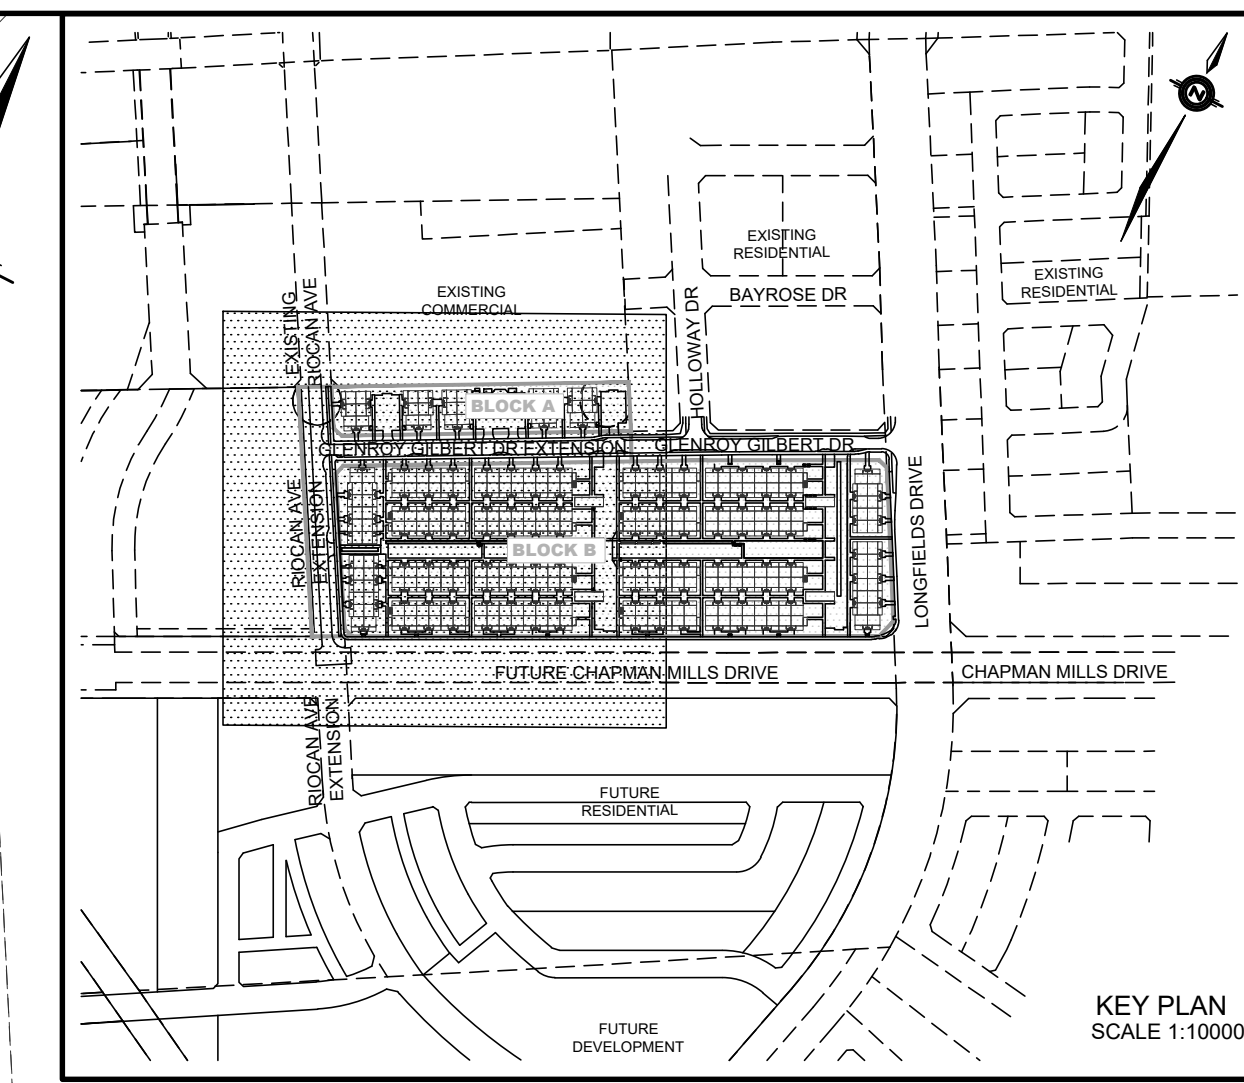 N
EXISTING
RESIDENTIAL
EXISTING
RESIDENTIAL
EXISTING
COMMERCIAL
BAYROSE DR
HOLLOWAY DR
EXISTING
RIOCAN AVE
BLOCK A
GLENROY GILBERT DR EXTENSION
GLENROY GILBERT DR
RIOCAN AVE
EXTENSION
BLOCK B
LONGFIELDS DRIVE
FUTURE CHAPMAN MILLS DRIVE
CHAPMAN MILLS DRIVE
RIOCAN AVE
EXTENSION
FUTURE
RESIDENTIAL
FUTURE
DEVELOPMENT
KEY PLAN
SCALE 1:10000